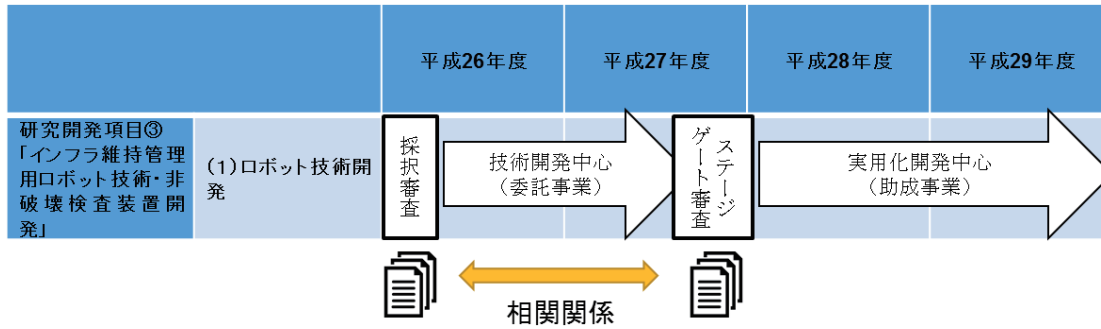 平成26年度 平成27年度 平成28年度 平成29年度
研究開発項目③
「インフラ維持管理
用ロボット技術・非
破壊検査装置開
発」
(1)ロボット技術開
発
採択審査
技術開発中心
(委託事業)
ステージ
ゲート審査
実用化開発中心
(助成事業)
相関関係